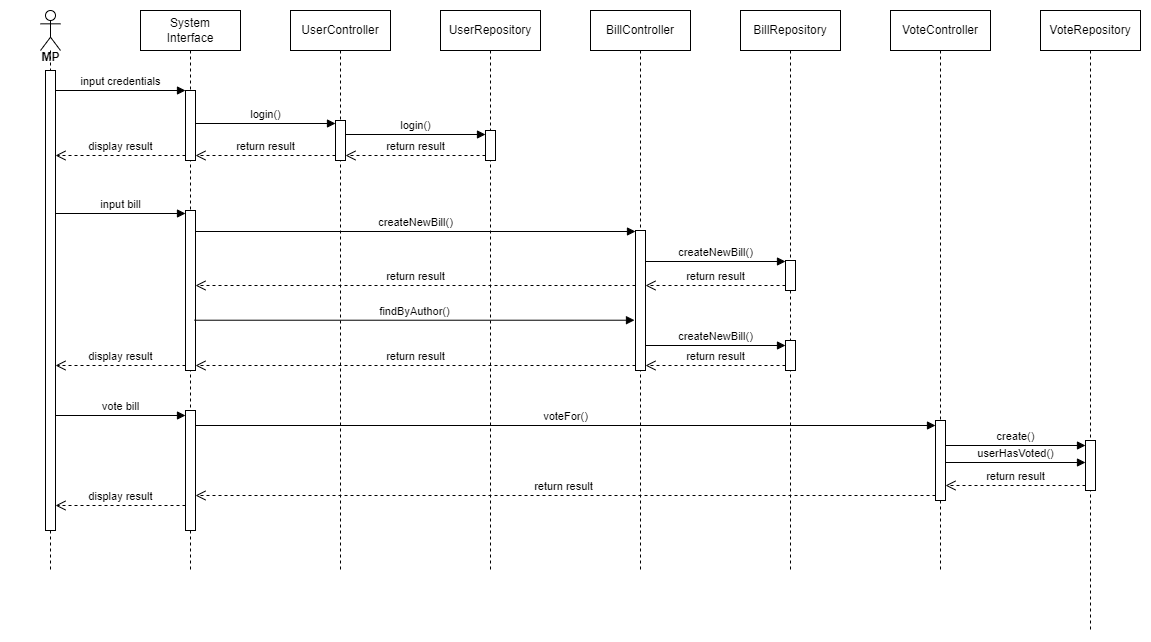 System
Interface
UserController
UserRepository
BillController
BillRepository
VoteController
VoteRepository
MP
input credentials
login()
login()
display result
return result
return result
input bill
createNewBill()
createNewBill()
return result
return result
findByAuthor()
createNewBill()
display result
return result
return result
vote bill
voteFor()
create()
userHasVoted()
return result
return result
display result